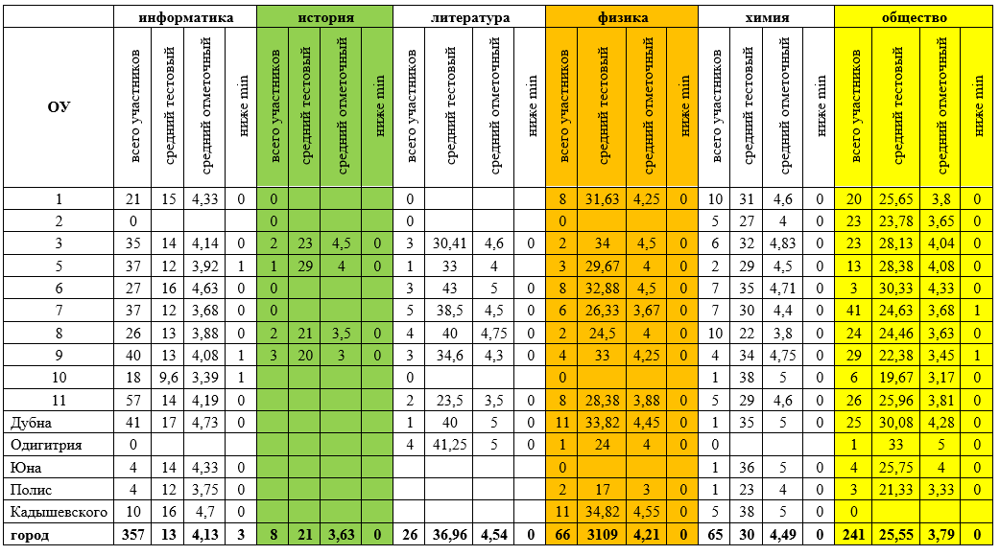 информатика история литература физика химия общество
ОУ всего участников средний тестовый средний отметочный ниже min всего участников средний тестовый средний отметочный ниже min всего участников средний тестовый средний отметочный ниже min всего участников средний тестовый средний отметочный ниже min всего участников средний тестовый средний отметочный ниже min всего участников средний тестовый средний отметочный ниже min
1 21 15 4,33 0 0 0 8 31,63 4,25 0 10 31 4,6 0 20 25,65 3,8 0
2 0 0 0 0 5 27 4 0 23 23,78 3,65 0
3 35 14 4,14 0 2 23 4,5 0 3 30,41 4,6 0 2 34 4,5 0 6 32 4,83 0 23 28,13 4,04 0
5 37 12 3,92 1 1 29 4 0 1 33 4 3 29,67 4 0 2 29 4,5 0 13 28,38 4,08 0
6 27 16 4,63 0 0 3 43 5 0 8 32,88 4,5 0 7 35 4,71 0 3 30,33 4,33 0
7 37 12 3,68 0 0 5 38,5 4,5 0 6 26,33 3,67 0 7 30 4,4 0 41 24,63 3,68 1
8 26 13 3,88 0 2 21 3,5 0 4 40 4,75 0 2 24,5 4 0 10 22 3,8 0 24 24,46 3,63 0
9 40 13 4,08 1 3 20 3 0 3 34,6 4,3 0 4 33 4,25 0 4 34 4,75 0 29 22,38 3,45 1
10 18 9,6 3,39 1 0 0 1 38 5 0 6 19,67 3,17 0
11 57 14 4,19 0 2 23,5 3,5 0 8 28,38 3,88 0 5 29 4,6 0 26 25,96 3,81 0
Дубна 41 17 4,73 0 1 40 5 0 11 33,82 4,45 0 1 35 5 0 25 30,08 4,28 0
Одигитрия 0 4 41,25 5 0 1 24 4 0 0 1 33 5 0
Юна 4 14 4,33 0 0 1 36 5 0 4 25,75 4 0
Полис 4 12 3,75 0 2 17 3 0 1 23 4 0 3 21,33 3,33 0
Кадышевского 10 16 4,7 0 11 34,82 4,55 0 5 38 5 0 0
город 357 13 4,13 3 8 21 3,63 0 26 36,96 4,54 0 66 3109 4,21 0 65 30 4,49 0 241 25,55 3,79 0